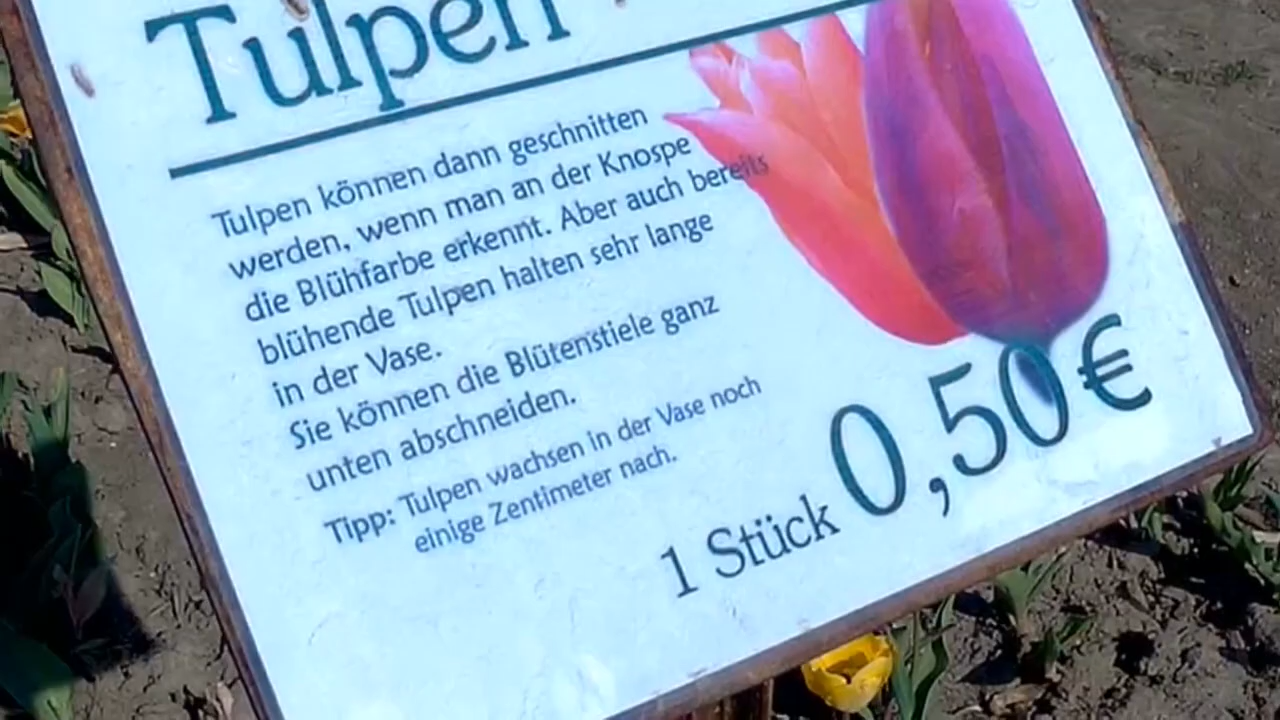 Tulpen
Tulpen können dann geschnitten
werden, wenn man an der Knospe
die Blühfarbe erkennt. Aber auch bereits
blühende Tulpen halten sehr lange
in der Vase.
Sie können die Blütenstiele ganz
unten abschneiden.
Tipp: Tulpen wachsen in der Vase noch
einige Zentimeter nach.
1 Stück 0,50 €